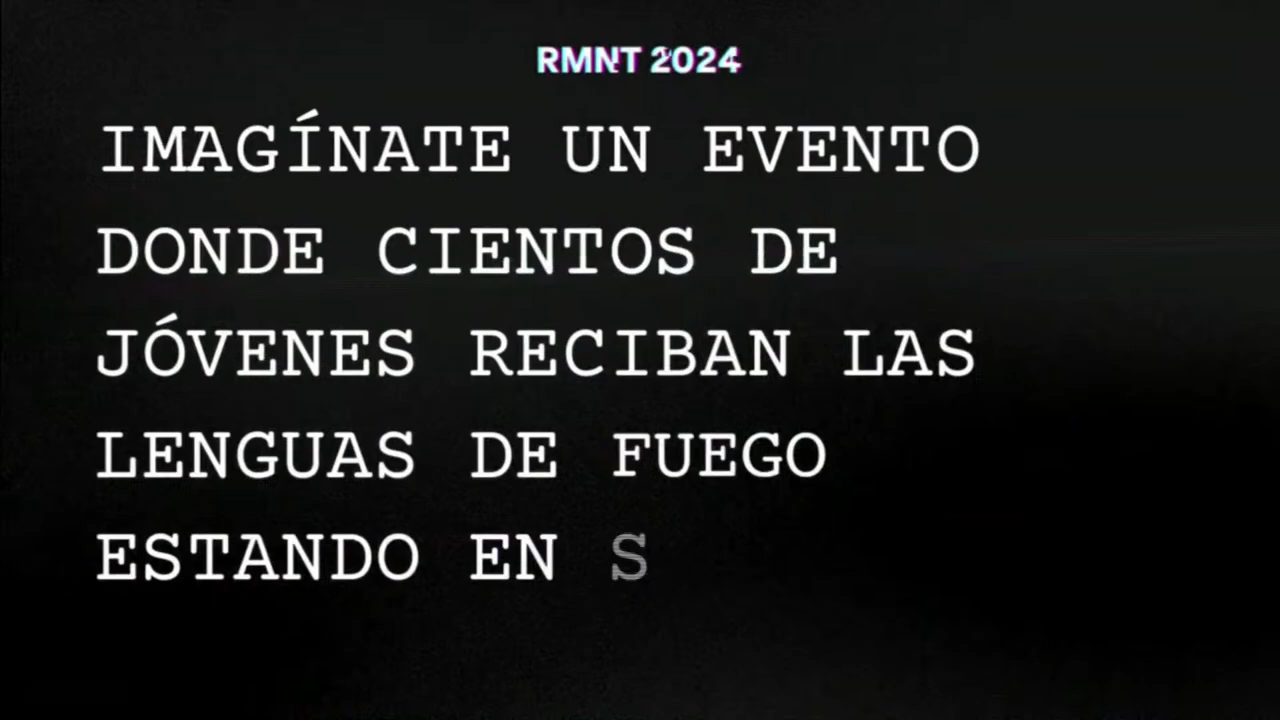 RMNT 2024
IMAGÍNATE UN EVENTO
DONDE CIENTOS DE
JÓVENES RECIBAN LAS
LENGUAS DE FUEGO
ESTANDO EN S